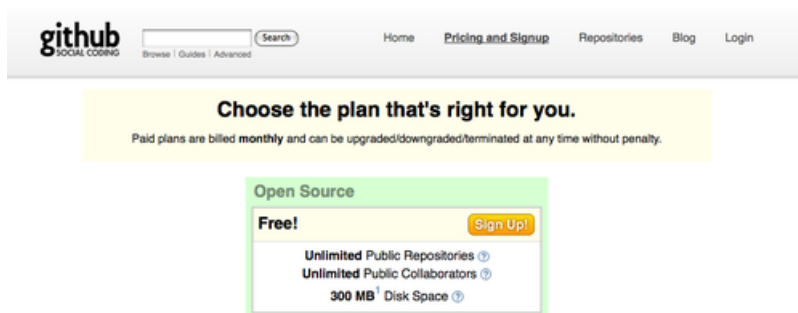 github
SOCIAL CODING
Search
Browse | Guides | Advanced
Home Pricing and Signup Repositories Blog Login
Choose the plan that's right for you.
Paid plans are billed monthly and can be upgraded/downgraded/terminated at any time without penalty.
Open Source
Free! Sign Up!
Unlimited Public Repositories ?
Unlimited Public Collaborators ?
300 MB¹ Disk Space ?